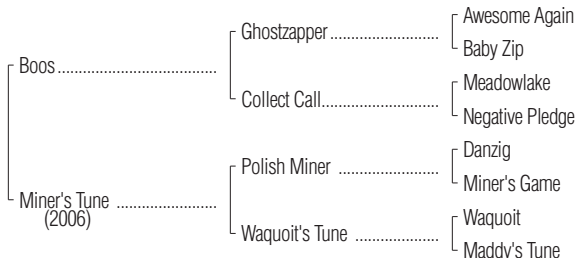 Boos
Miner's Tune
(2006)
Ghostzapper
Collect Call
Polish Miner
Waquoit's Tune
Awesome Again
Baby Zip
Meadowlake
Negative Pledge
Danzig
Miner's Game
Waquoit
Maddy's Tune